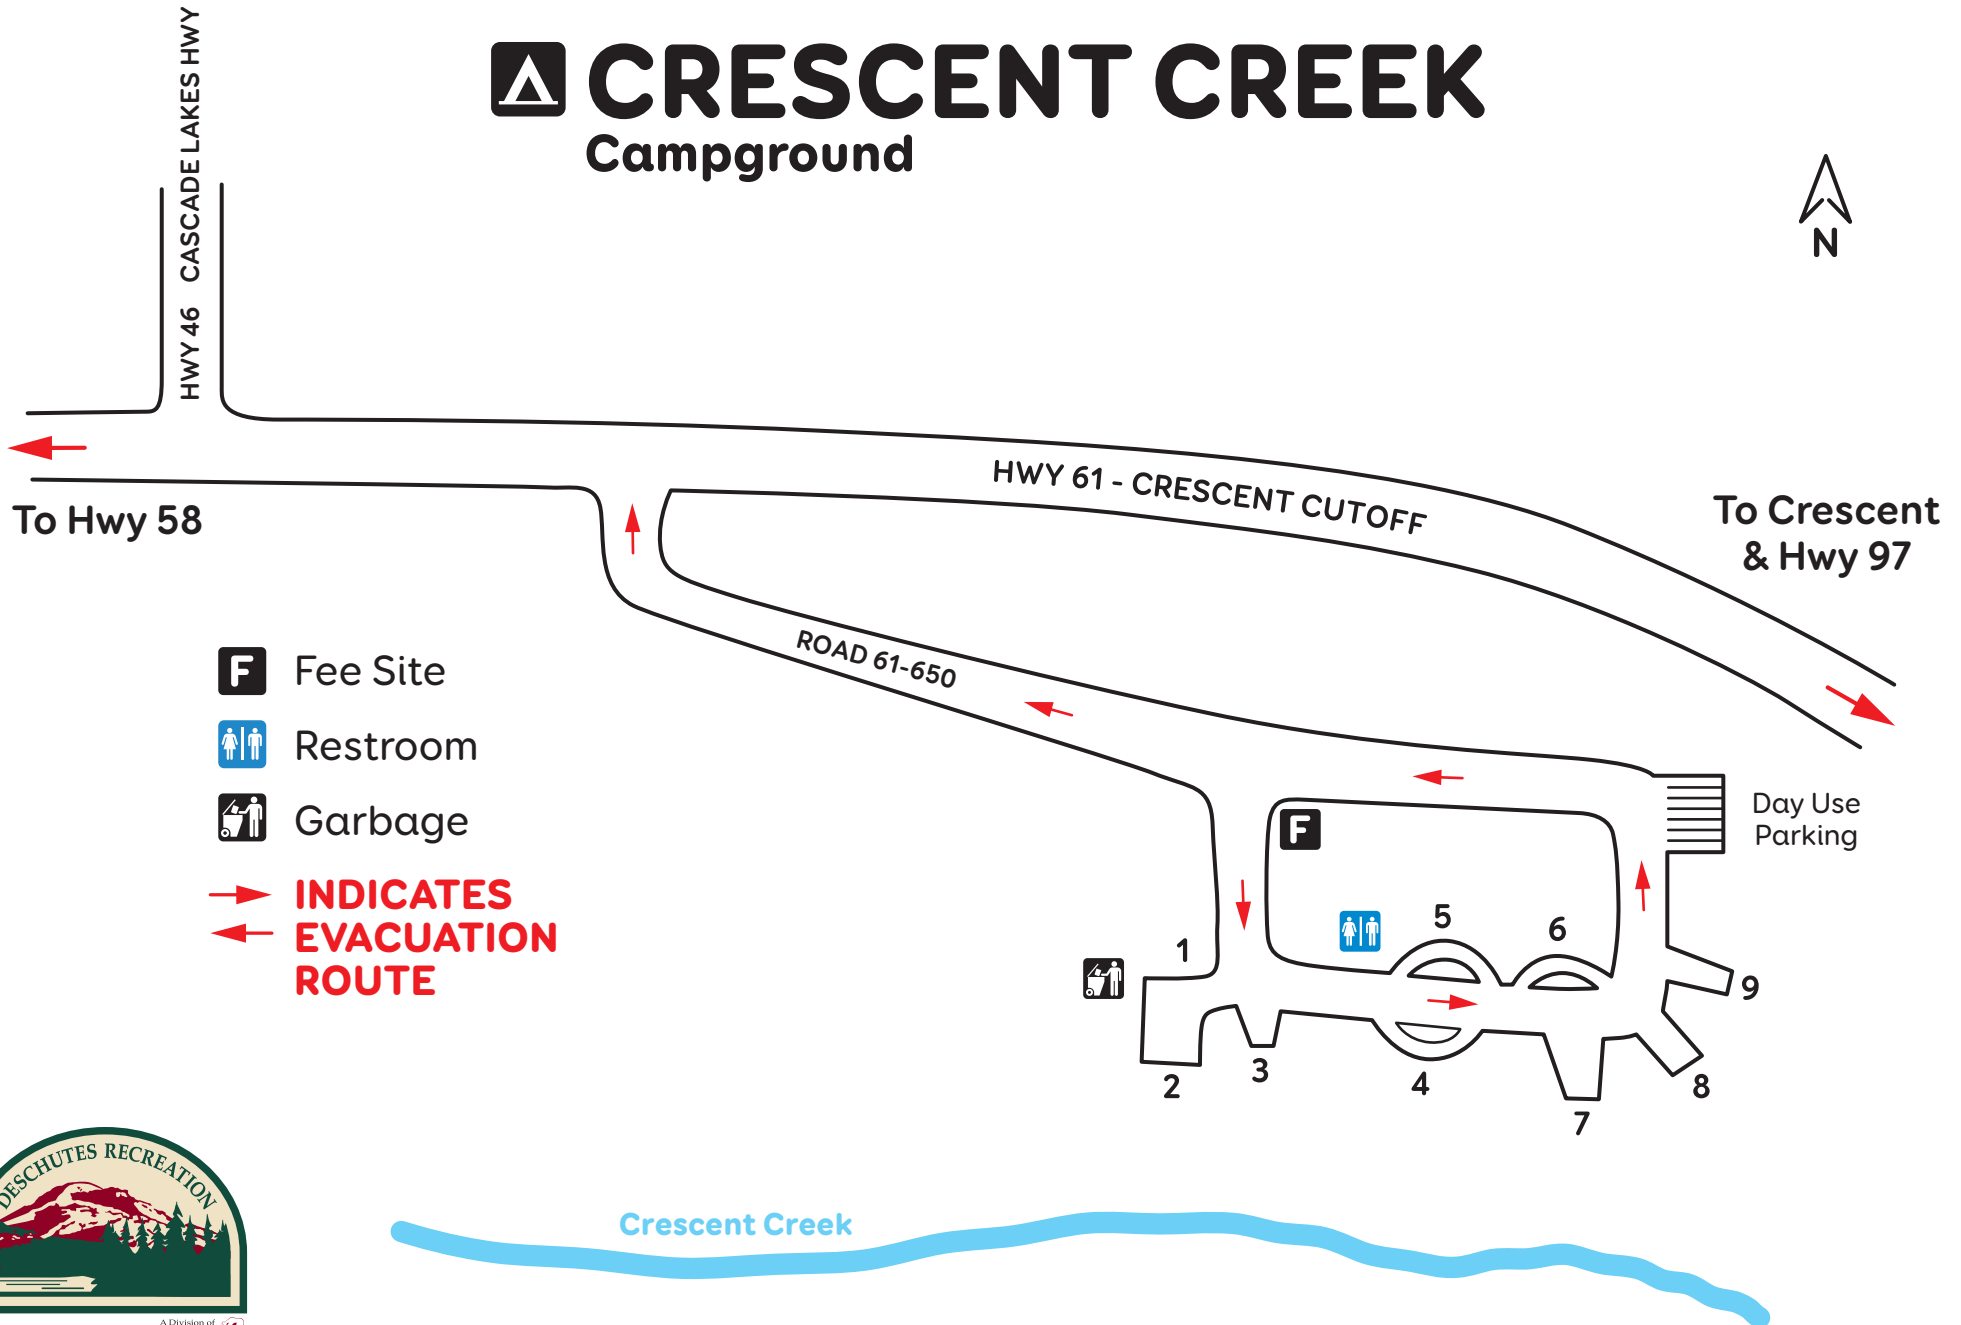 CRESCENT CREEK
Campground
HWY 46 CASCADE LAKES HWY
N
HWY 61 - CRESCENT CUTOFF
To Hwy 58
To Crescent
& Hwy 97
ROAD 61-650
F Fee Site
Restroom
Garbage
INDICATES
EVACUATION
ROUTE
Day Use
Parking
F
5
6
1
9
3
2
4
8
7
Crescent Creek
DESCHUTES RECREATION
A Division of